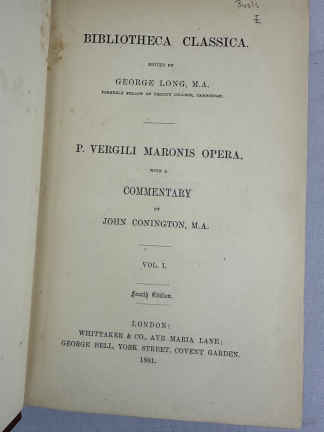 BIBLIOTHECA CLASSICA.
EDITED BY
GEORGE LONG, M.A.
FORMERLY FELLOW OF TRINITY COLLEGE, CAMBRIDGE.
P. VERGILI MARONIS OPERA.
WITH A
COMMENTARY
BY
JOHN CONINGTON, M.A.
VOL. I.
Fourth Edition.
LONDON:
WHITTAKER & CO., AVE MARIA LANE;
GEORGE BELL, YORK STREET, COVENT GARDEN.
1881.